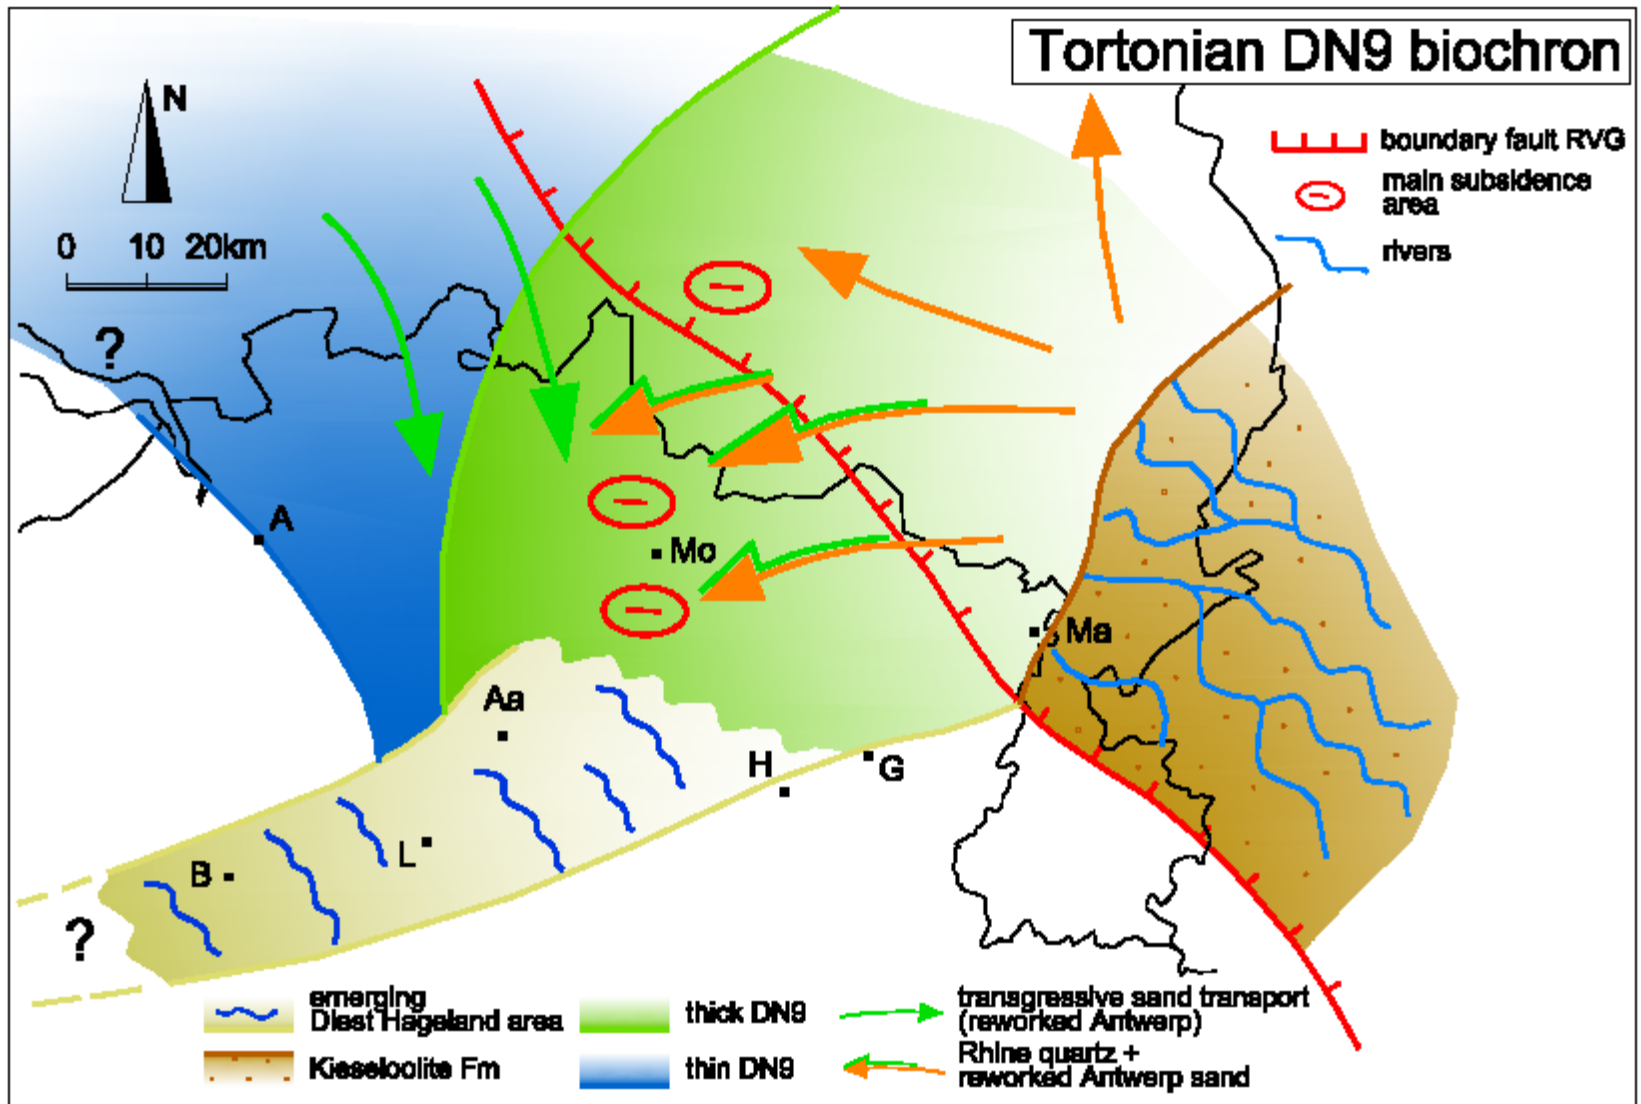 Tortonian DN9 biochron
N
0 10 20km
boundary fault RVG
main subsidence
area
rivers
?
A
Mo
Ma
Aa
H
G
L
B
?
emerging
Diest Hageland area
Kieseloolite Fm
thick DN9
thin DN9
transgressive sand transport
(reworked Antwerp)
Rhine quartz +
reworked Antwerp sand